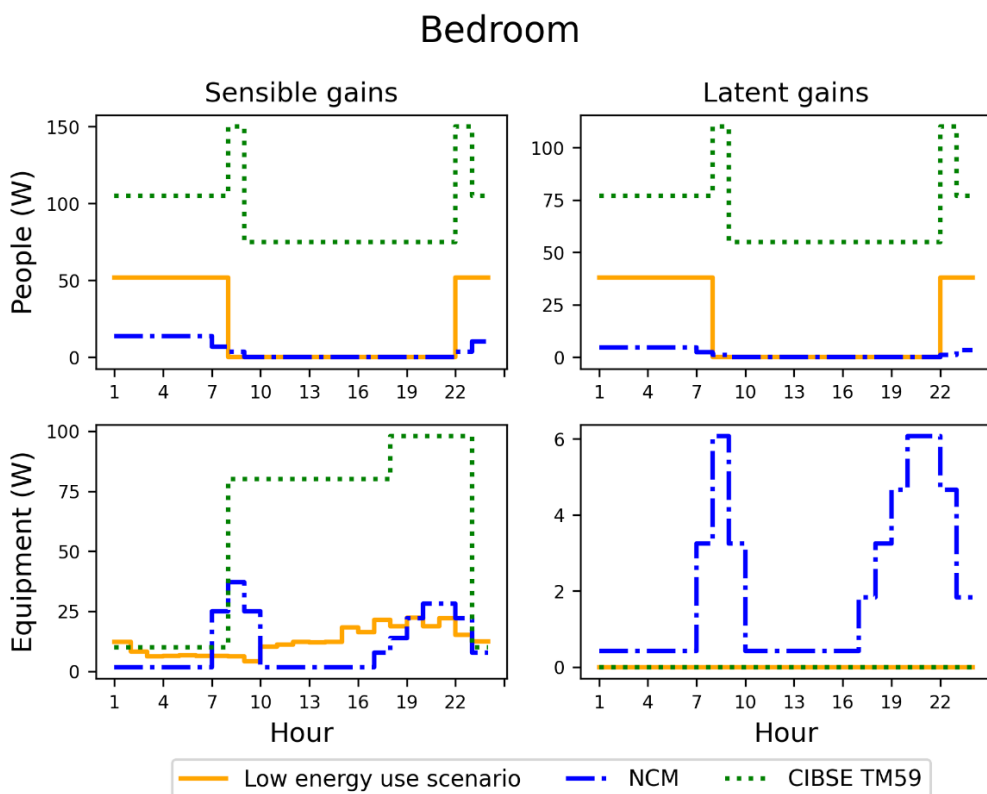 Bedroom
Sensible gains
Latent gains
People (W)
150
100
50
0
1 4 7 10 13 16 19 22
100
75
50
25
0
1 4 7 10 13 16 19 22
Equipment (W)
100
75
50
25
0
1 4 7 10 13 16 19 22
Hour
6
4
2
0
1 4 7 10 13 16 19 22
Hour
Low energy use scenario NCM CIBSE TM59